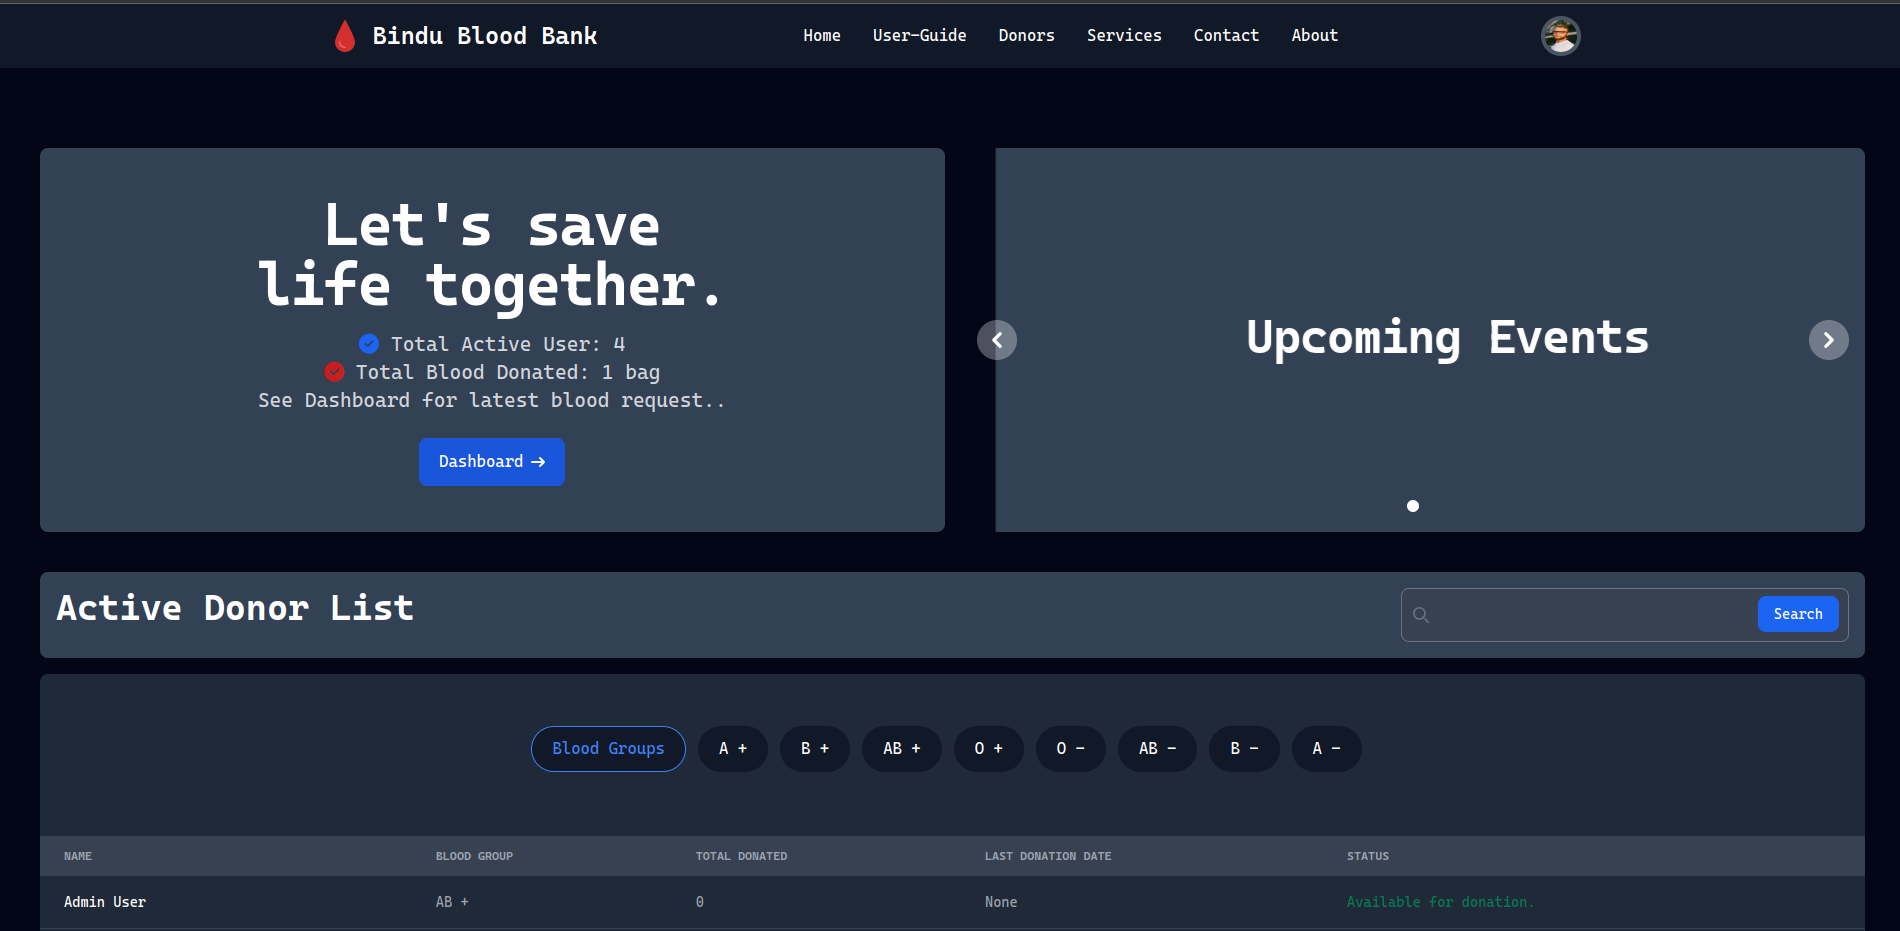 Bindu Blood Bank
Home User-Guide Donors Services Contact About
Let's save
life together.
Total Active User: 4
Total Blood Donated: 1 bag
See Dashboard for latest blood request..
Dashboard →
Upcoming Events
Active Donor List
Search
Blood Groups A + B + AB + O + O - AB - B - A -
NAME BLOOD GROUP TOTAL DONATED LAST DONATION DATE STATUS
Admin User AB + 0 None Available for donation.